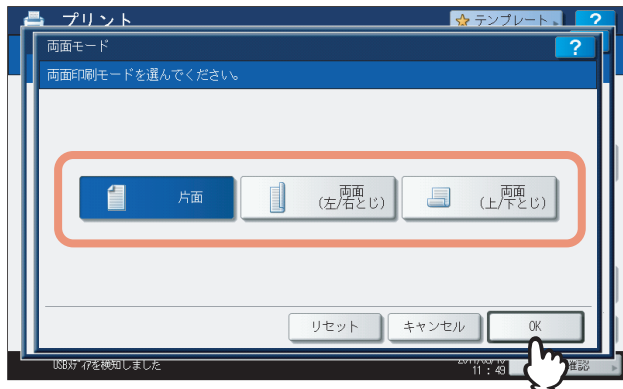 プリント
テンプレート
?
両面モード
?
両面印刷モードを選んでください。
片面
両面
(左/右とじ)
両面
(上/下とじ)
リセット
キャンセル
OK
USBﾒﾃﾞｨｱを検知しました
11 : 49
確認